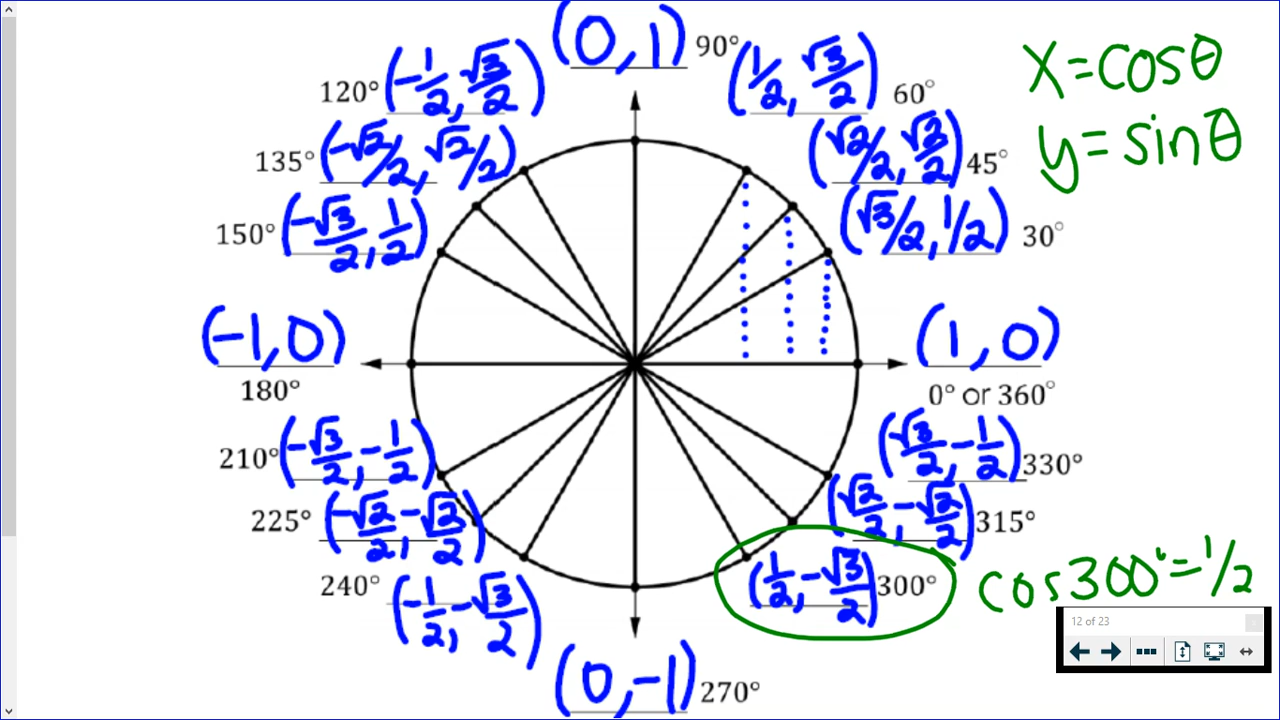 (0,1) 90°
120° (-1/2, √3/2)
(1/2, √3/2) 60°
x=cosθ
135° (-√2/2, √2/2)
(√2/2, √2/2) 45°
y=sinθ
150° (-√3/2, 1/2)
(√3/2, 1/2) 30°
(-1,0)
180°
(1,0)
0° or 360°
210° (-√3/2, -1/2)
(√3/2, -1/2) 330°
225° (-√2/2, -√2/2)
(√2/2, -√2/2) 315°
240° (-1/2, -√3/2)
(1/2, -√3/2) 300°
cos300°=1/2
12 of 23
(0,-1) 270°